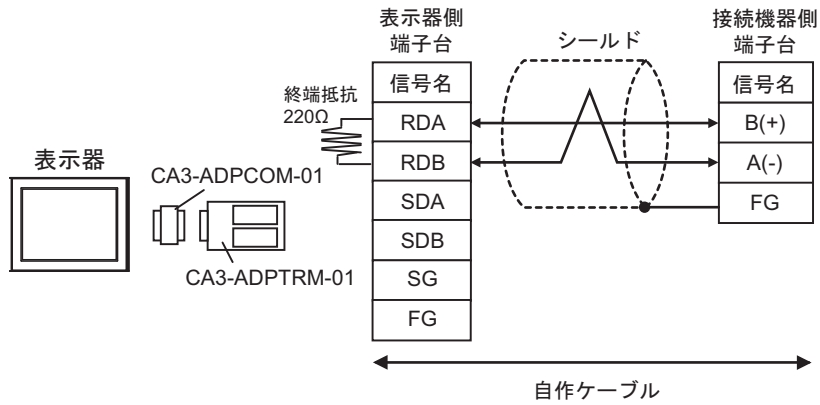 表示器側
端子台
シールド
接続機器側
端子台
信号名
信号名
終端抵抗
220Ω
RDA
B(+)
表示器
RDB
A(-)
CA3-ADPCOM-01
SDA
FG
SDB
CA3-ADPTRM-01
SG
FG
自作ケーブル